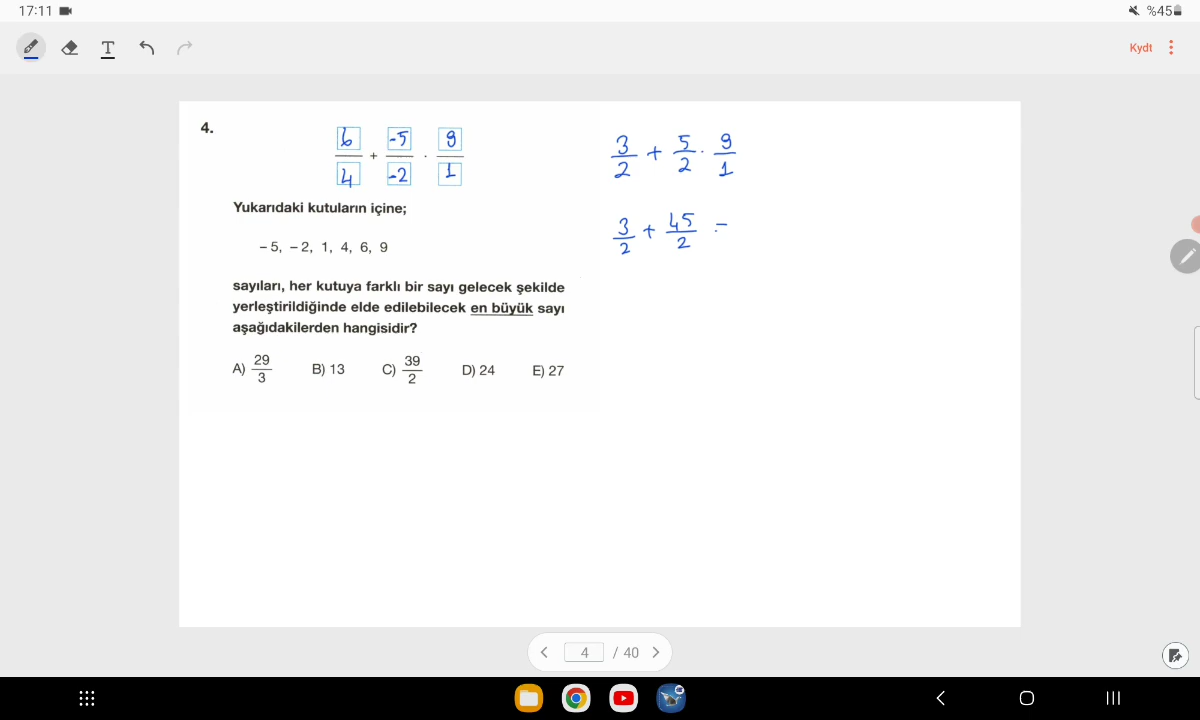 17:11 %45
T Kydt
4.
6/4 + -5/-2 · 9/1
3/2 + 5/2 · 9/1
Yukarıdaki kutuların içine;
3/2 + 45/2 =
– 5, – 2, 1, 4, 6, 9
sayıları, her kutuya farklı bir sayı gelecek şekilde
yerleştirildiğinde elde edilebilecek en büyük sayı
aşağıdakilerden hangisidir?
A) 29/3 B) 13 C) 39/2 D) 24 E) 27
4 / 40